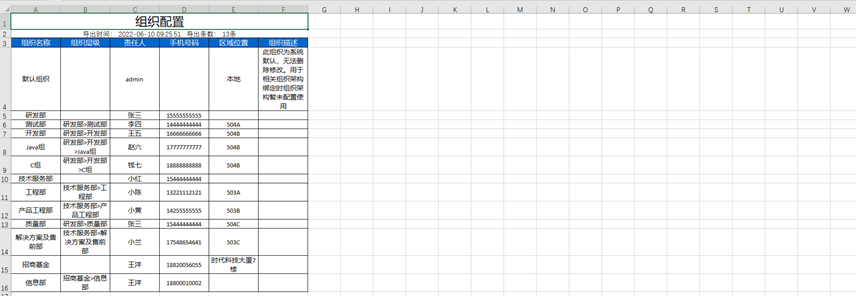 A B C D E F G H I J K L M N O P Q R S T U V W
1 组织配置
2 导出时间: 2022-06-10 09:25:51 导出条数: 13条
3 组织名称 组织层级 责任人 手机号码 区域位置 组织描述
4 默认组织 admin 本地 此组织为系统
默认，无法删
除修改。用于
相关组织架构
绑定时组织架
构暂未配置使
用
5 研发部 张三 15555555555
6 测试部 研发部>测试部 李四 14444444444 504A
7 开发部 研发部>开发部 王五 16666666666 504B
8 Java组 研发部>开发部
>Java组 赵六 17777777777 504B
9 C组 研发部>开发部
>C组 钱七 18888888888 504B
10 技术服务部 小红 15444444444
11 工程部 技术服务部>工
程部 小陈 13221112121 503A
12 产品工程部 技术服务部>产
品工程部 小黄 14255555555 503B
13 质量部 研发部>质量部 张三 15444444444 504C
14 解决方案及售
前部 技术服务部>解
决方案及售前
部 小兰 17548654641 503C
15 招商基金 王洋 18820056055 时代科技大厦7
楼
16 信息部 招商基金>信息
部 王洋 18800010002